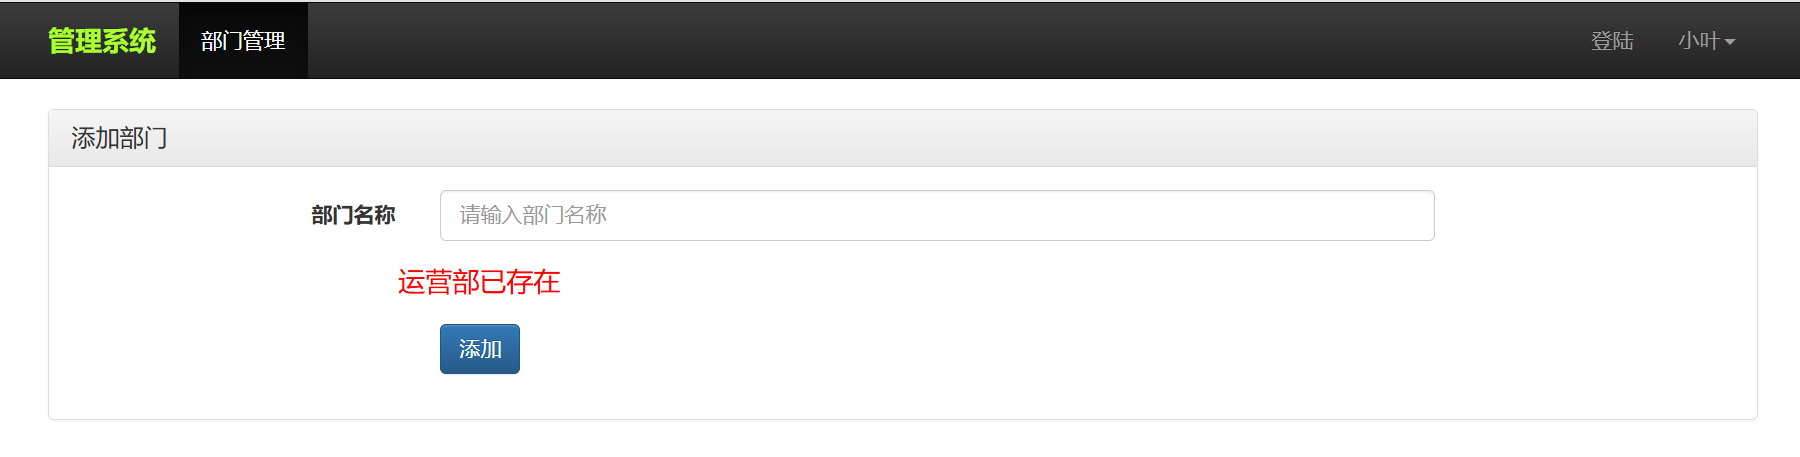 管理系统 部门管理 登陆 小叶
添加部门
部门名称 请输入部门名称
运营部已存在
添加